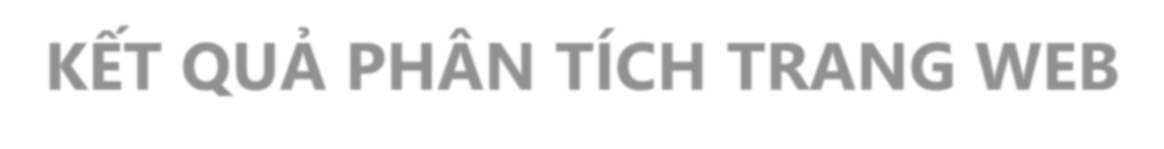 KẾT QUẢ PHÂN TÍCH TRANG WEB